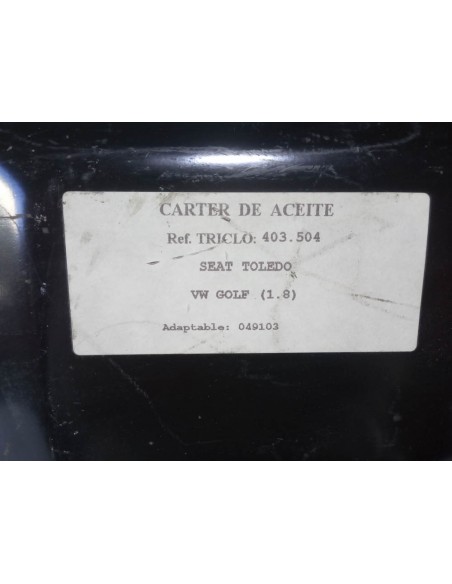 CARTER DE ACEITE
Ref. TRICLO: 403.504
SEAT TOLEDO
VW GOLF (1.8)
Adaptable: 049103